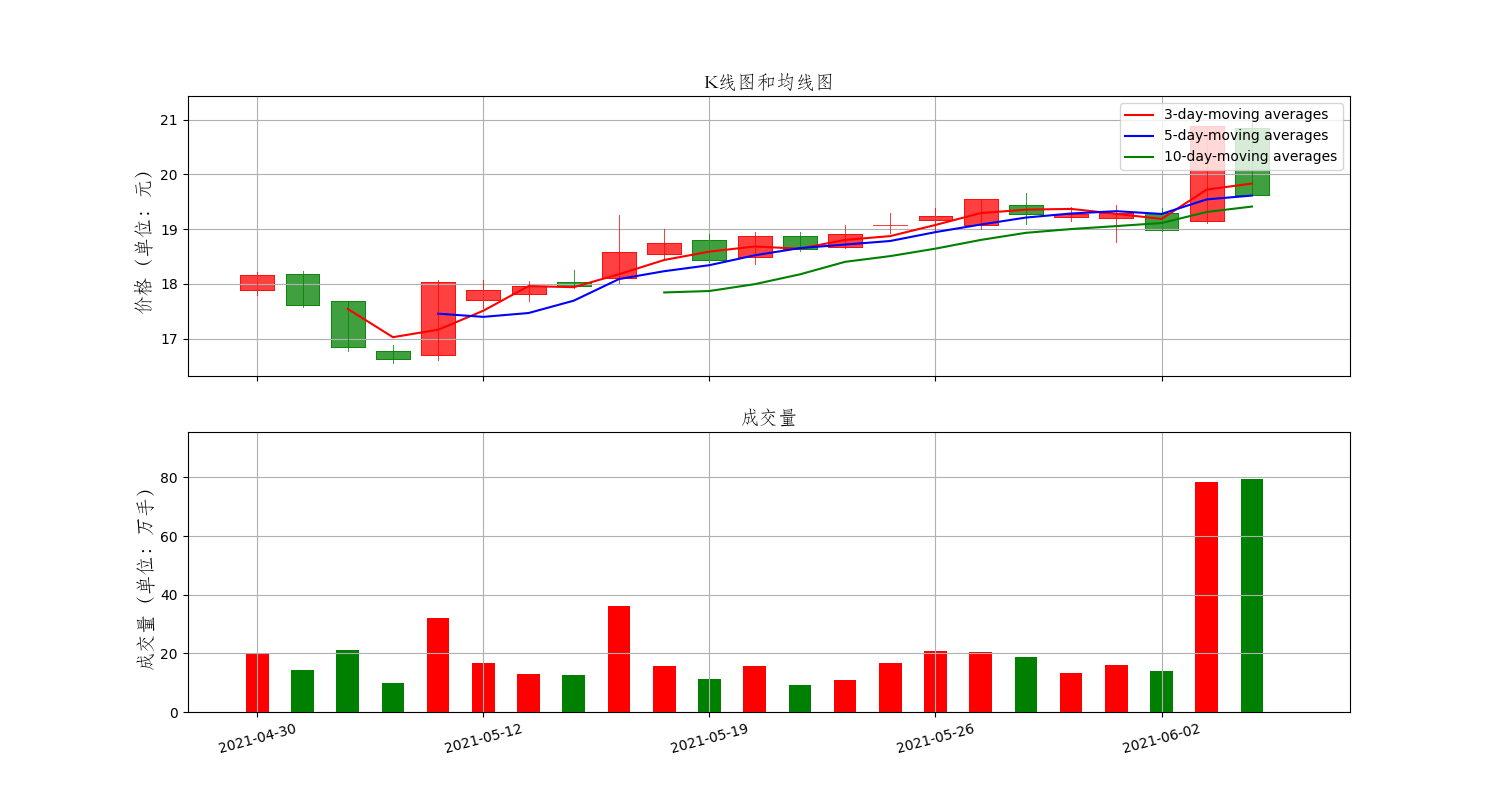 K线图和均线图
3-day-moving averages
5-day-moving averages
10-day-moving averages
价格 (单位: 元)
21
20
19
18
17
成交量
成交量 (单位: 万手)
80
60
40
20
0
2021-04-30
2021-05-12
2021-05-19
2021-05-26
2021-06-02